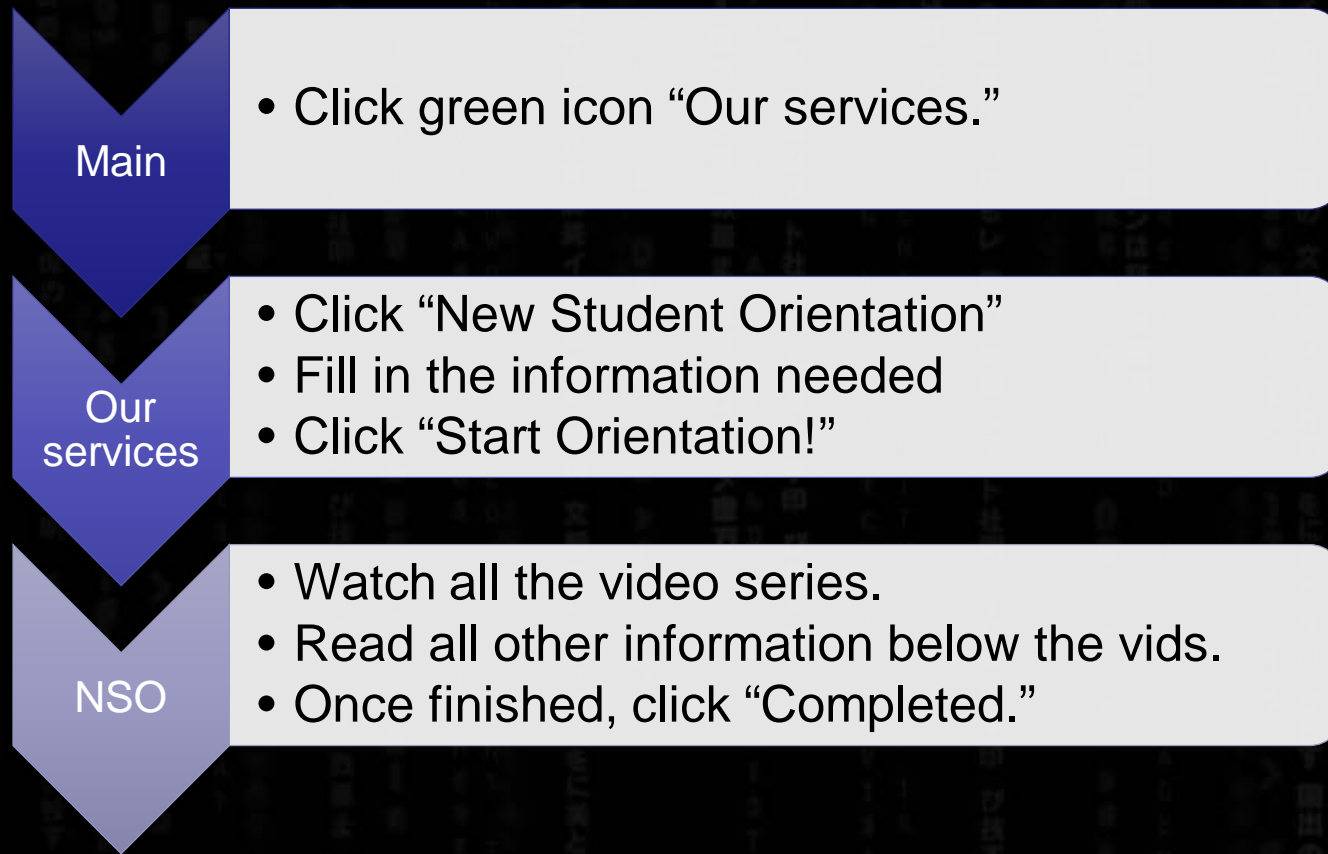 Main
• Click green icon “Our services.”
Our
services
• Click “New Student Orientation”
• Fill in the information needed
• Click “Start Orientation!”
NSO
• Watch all the video series.
• Read all other information below the vids.
• Once finished, click “Completed.”